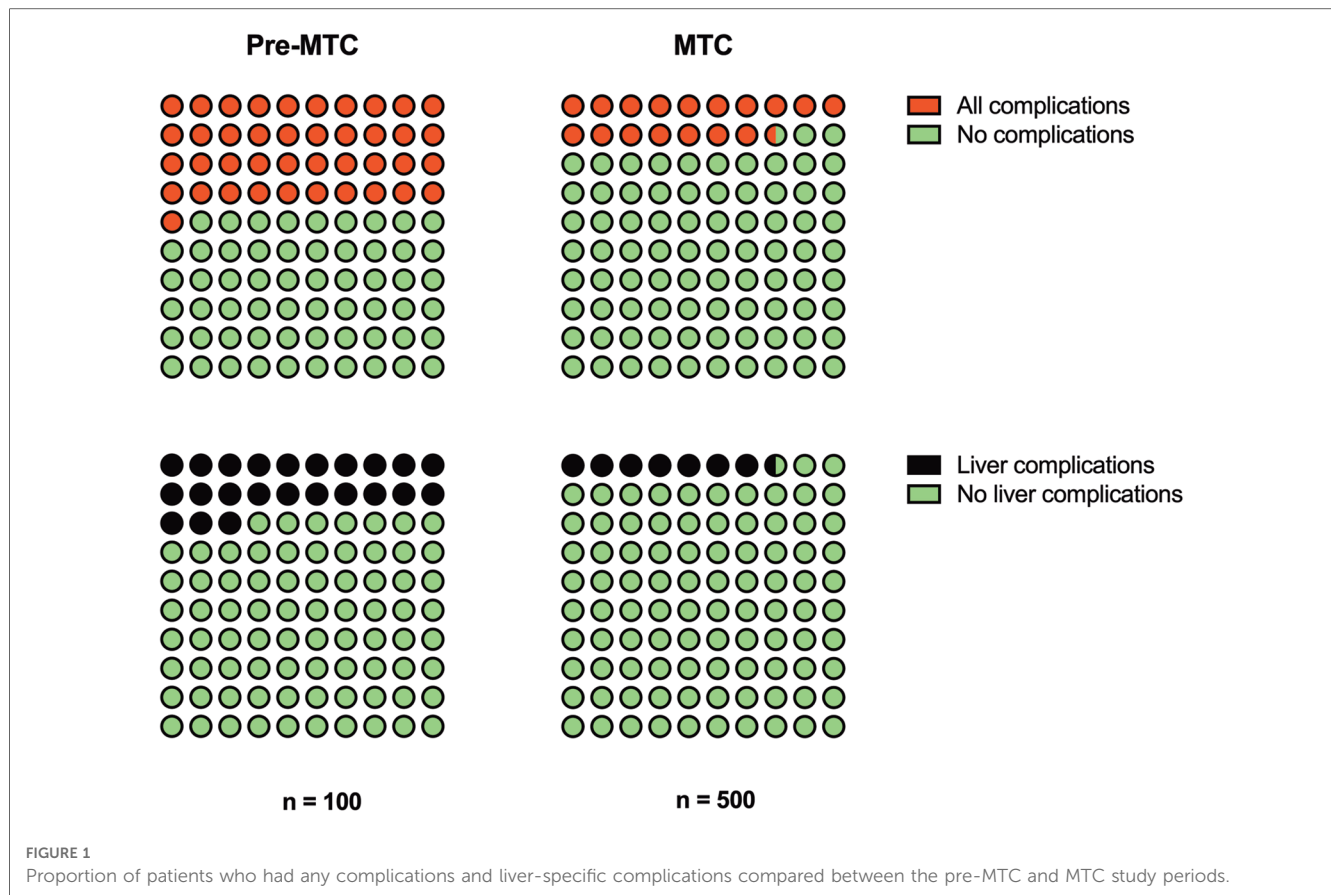 Pre-MTC
MTC
All complications
No complications
Liver complications
No liver complications
n = 100
n = 500
FIGURE 1
Proportion of patients who had any complications and liver-specific complications compared between the pre-MTC and MTC study periods.